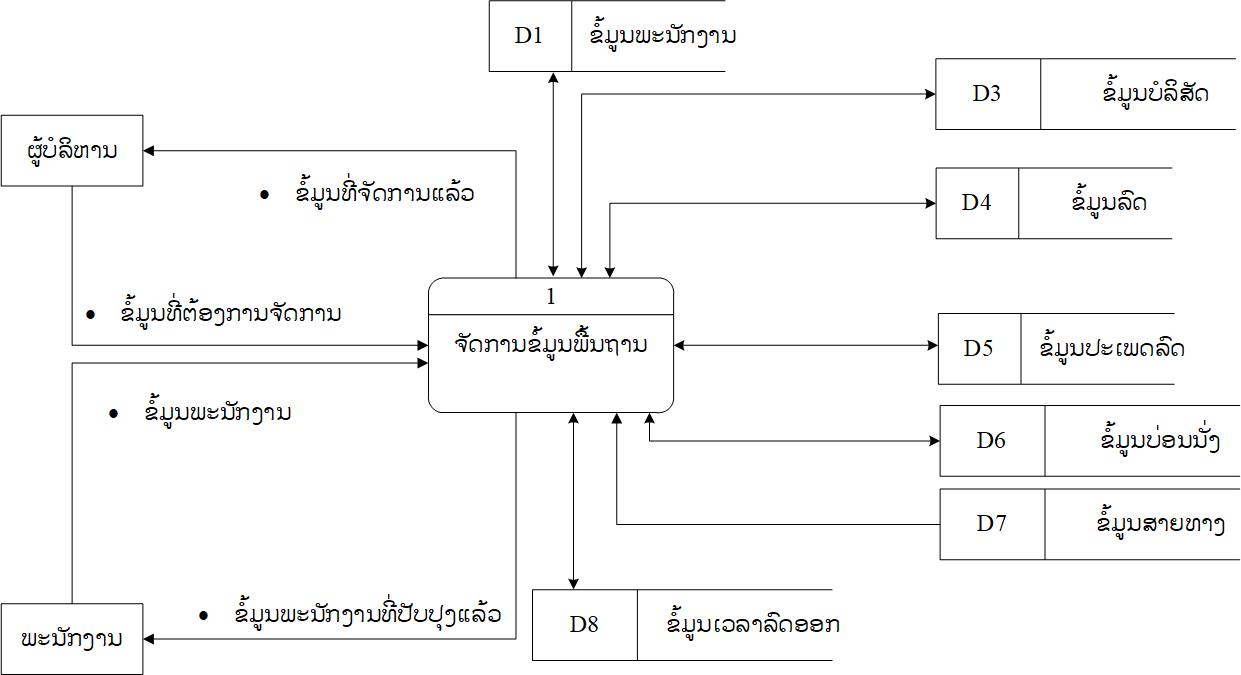 D1 ຂໍ້ມູນພະນັກງານ
D3 ຂໍ້ມູນບໍລິສັດ
ຜູ້ບໍລິຫານ
• ຂໍ້ມູນທີ່ຈັດການແລ້ວ
D4 ຂໍ້ມູນລົດ
1
• ຂໍ້ມູນທີ່ຕ້ອງການຈັດການ
ຈັດການຂໍ້ມູນພື້ນຖານ
D5 ຂໍ້ມູນປະເພດລົດ
• ຂໍ້ມູນພະນັກງານ
D6 ຂໍ້ມູນບ່ອນນັ່ງ
D7 ຂໍ້ມູນສາຍທາງ
• ຂໍ້ມູນພະນັກງານທີ່ປັບປຸງແລ້ວ
D8 ຂໍ້ມູນເວລາລົດອອກ
ພະນັກງານ